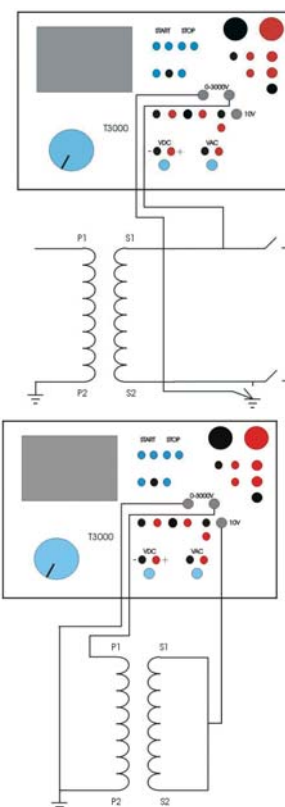 START STOP
0-3000V
10V
T3000
VDC VAC
- +
P1 S1
P2 S2
START STOP
0-3000V
10V
T3000
VDC VAC
- +
P1 S1
P2 S2